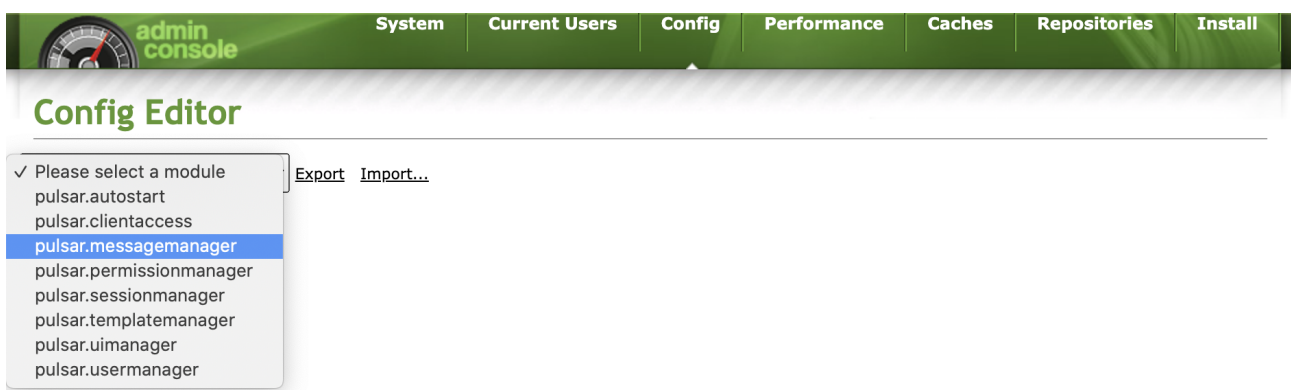 admin
console
System Current Users Config Performance Caches Repositories Install
Config Editor
✓ Please select a module
Export Import...
pulsar.autostart
pulsar.clientaccess
pulsar.messagemanager
pulsar.permissionmanager
pulsar.sessionmanager
pulsar.templatemanager
pulsar.uimanager
pulsar.usermanager